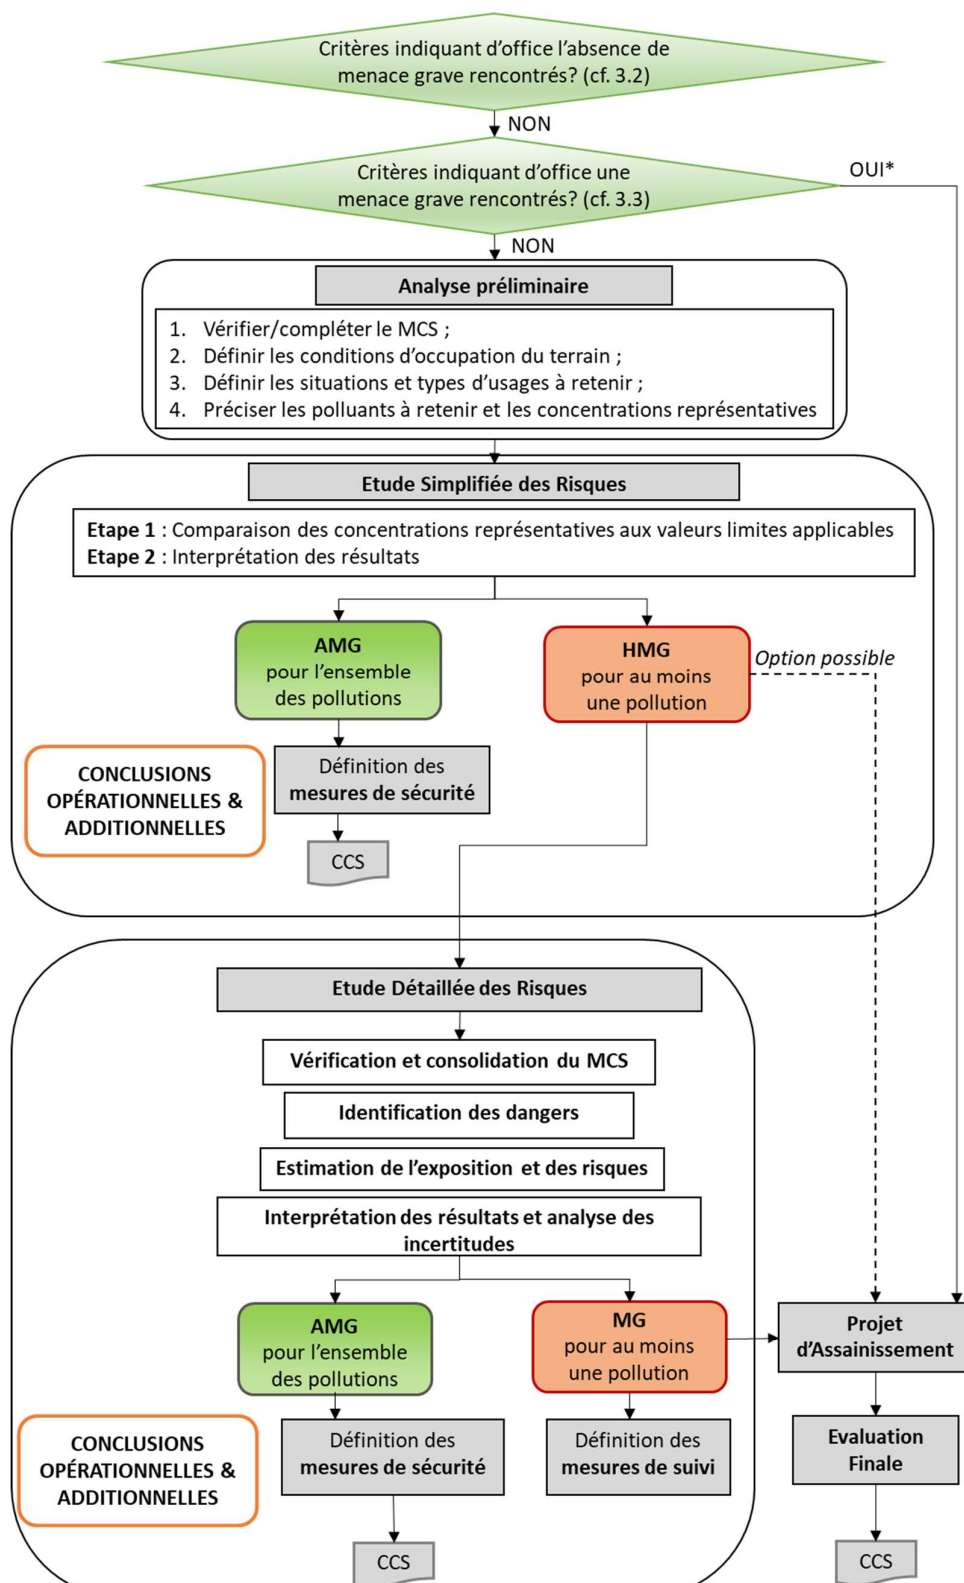 Critères indiquant d'office l'absence de
menace grave rencontrés? (cf. 3.2)
NON
Critères indiquant d'office une
menace grave rencontrés? (cf. 3.3)
OUI*
NON
Analyse préliminaire
1. Vérifier/compléter le MCS ;
2. Définir les conditions d'occupation du terrain ;
3. Définir les situations et types d'usages à retenir ;
4. Préciser les polluants à retenir et les concentrations représentatives
Etude Simplifiée des Risques
Etape 1 : Comparaison des concentrations représentatives aux valeurs limites applicables
Etape 2 : Interprétation des résultats
AMG
pour l'ensemble
des pollutions
HMG
pour au moins
une pollution
Option possible
Définition des
mesures de sécurité
CONCLUSIONS
OPÉRATIONNELLES &
ADDITIONNELLES
CCS
Etude Détaillée des Risques
Vérification et consolidation du MCS
Identification des dangers
Estimation de l'exposition et des risques
Interprétation des résultats et analyse des
incertitudes
AMG
pour l'ensemble
des pollutions
MG
pour au moins
une pollution
Projet
d'Assainissement
CONCLUSIONS
OPÉRATIONNELLES &
ADDITIONNELLES
Définition des
mesures de sécurité
Définition des
mesures de suivi
Evaluation
Finale
CCS
CCS